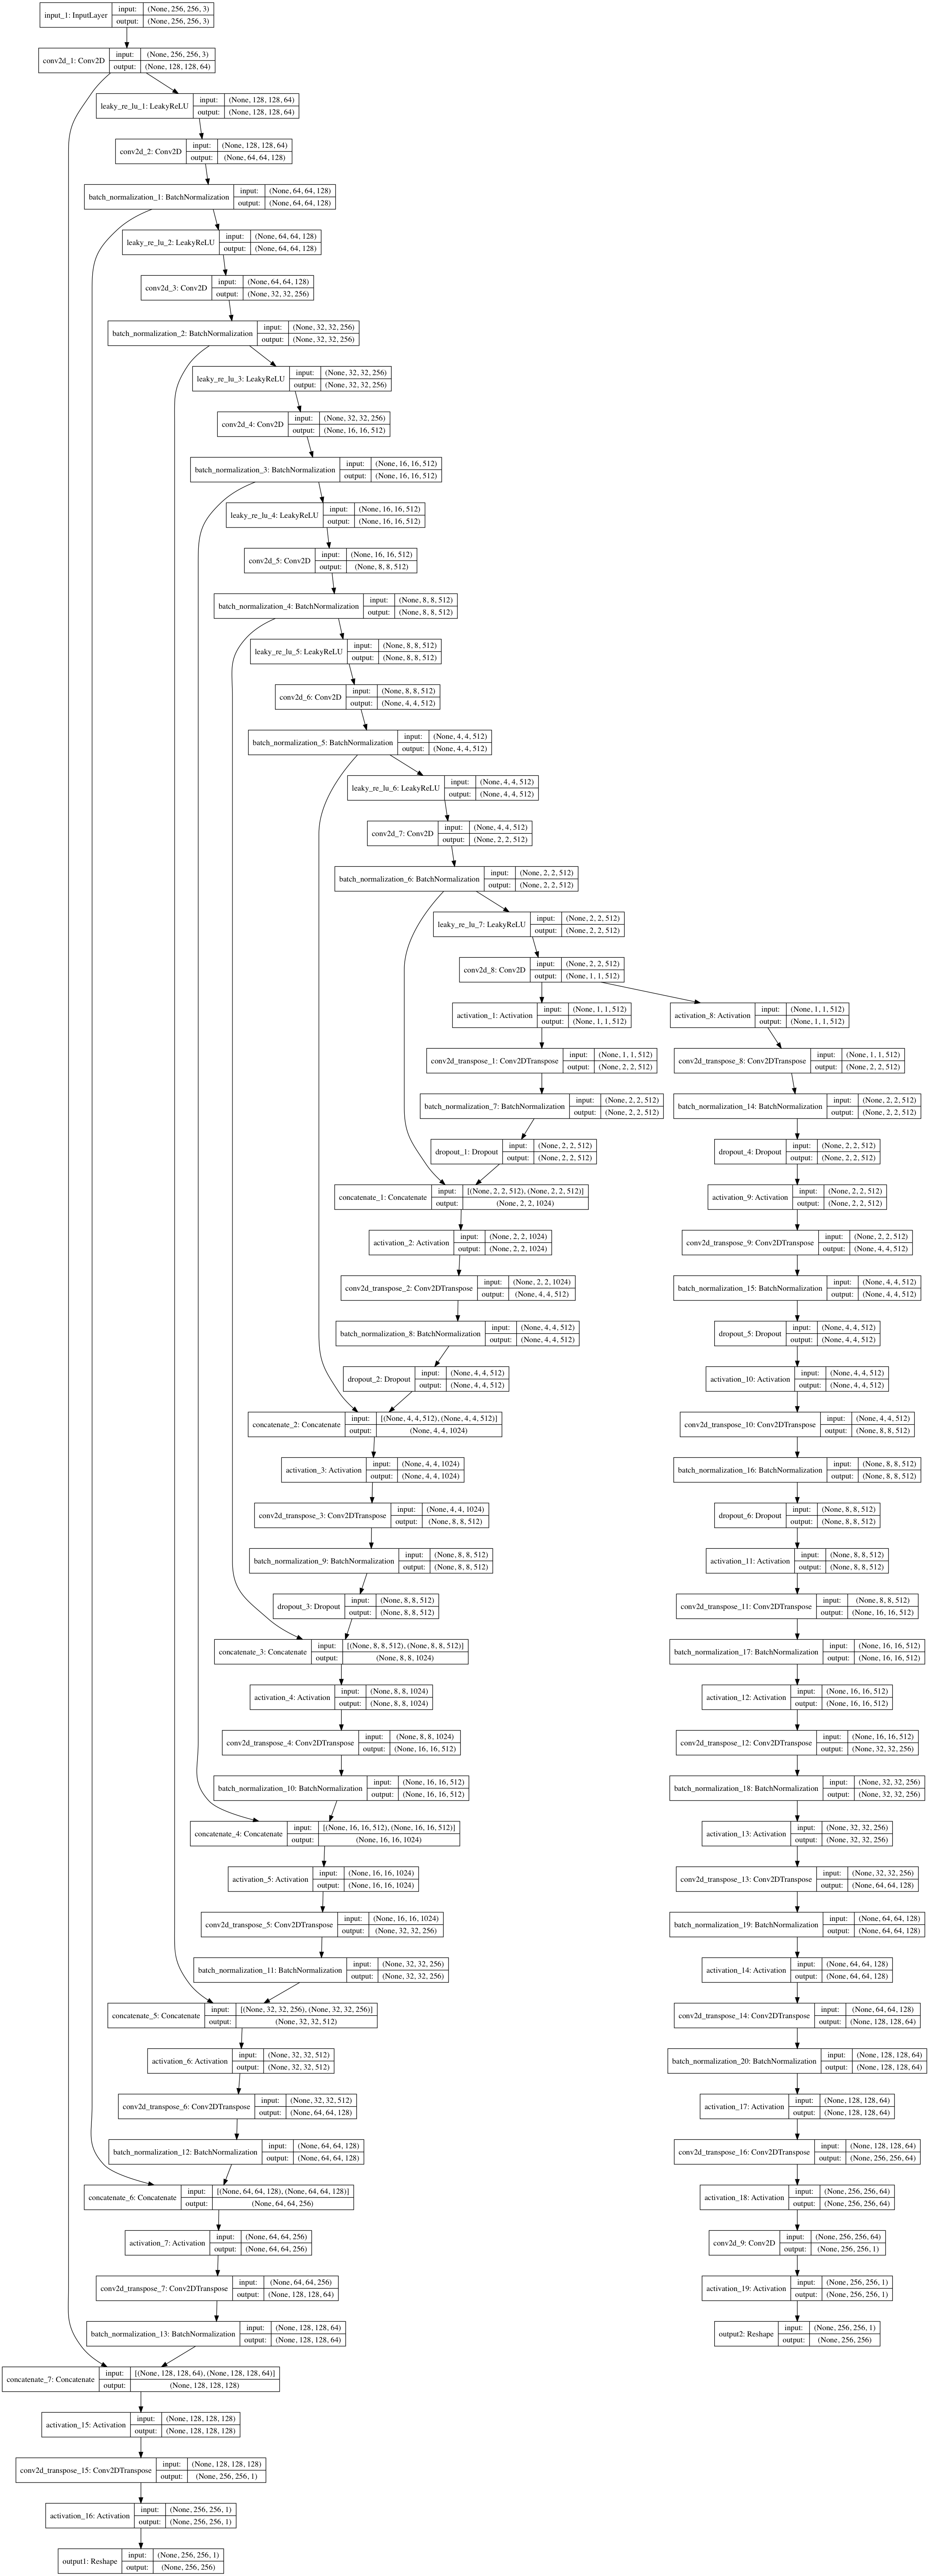 input_1: InputLayer input: (None, 256, 256, 3)
output: (None, 256, 256, 3)
conv2d_1: Conv2D input: (None, 256, 256, 3)
output: (None, 128, 128, 64)
leaky_re_lu_1: LeakyReLU input: (None, 128, 128, 64)
output: (None, 128, 128, 64)
conv2d_2: Conv2D input: (None, 128, 128, 64)
output: (None, 64, 64, 128)
batch_normalization_1: BatchNormalization input: (None, 64, 64, 128)
output: (None, 64, 64, 128)
leaky_re_lu_2: LeakyReLU input: (None, 64, 64, 128)
output: (None, 64, 64, 128)
conv2d_3: Conv2D input: (None, 64, 64, 128)
output: (None, 32, 32, 256)
batch_normalization_2: BatchNormalization input: (None, 32, 32, 256)
output: (None, 32, 32, 256)
leaky_re_lu_3: LeakyReLU input: (None, 32, 32, 256)
output: (None, 32, 32, 256)
conv2d_4: Conv2D input: (None, 32, 32, 256)
output: (None, 16, 16, 512)
batch_normalization_3: BatchNormalization input: (None, 16, 16, 512)
output: (None, 16, 16, 512)
leaky_re_lu_4: LeakyReLU input: (None, 16, 16, 512)
output: (None, 16, 16, 512)
conv2d_5: Conv2D input: (None, 16, 16, 512)
output: (None, 8, 8, 512)
batch_normalization_4: BatchNormalization input: (None, 8, 8, 512)
output: (None, 8, 8, 512)
leaky_re_lu_5: LeakyReLU input: (None, 8, 8, 512)
output: (None, 8, 8, 512)
conv2d_6: Conv2D input: (None, 8, 8, 512)
output: (None, 4, 4, 512)
batch_normalization_5: BatchNormalization input: (None, 4, 4, 512)
output: (None, 4, 4, 512)
leaky_re_lu_6: LeakyReLU input: (None, 4, 4, 512)
output: (None, 4, 4, 512)
conv2d_7: Conv2D input: (None, 4, 4, 512)
output: (None, 2, 2, 512)
batch_normalization_6: BatchNormalization input: (None, 2, 2, 512)
output: (None, 2, 2, 512)
leaky_re_lu_7: LeakyReLU input: (None, 2, 2, 512)
output: (None, 2, 2, 512)
conv2d_8: Conv2D input: (None, 2, 2, 512)
output: (None, 1, 1, 512)
activation_1: Activation input: (None, 1, 1, 512)
output: (None, 1, 1, 512)
conv2d_transpose_1: Conv2DTranspose input: (None, 1, 1, 512)
output: (None, 2, 2, 512)
batch_normalization_7: BatchNormalization input: (None, 2, 2, 512)
output: (None, 2, 2, 512)
dropout_1: Dropout input: (None, 2, 2, 512)
output: (None, 2, 2, 512)
concatenate_1: Concatenate input: [(None, 2, 2, 512), (None, 2, 2, 512)]
output: (None, 2, 2, 1024)
activation_2: Activation input: (None, 2, 2, 1024)
output: (None, 2, 2, 1024)
conv2d_transpose_2: Conv2DTranspose input: (None, 2, 2, 1024)
output: (None, 4, 4, 512)
batch_normalization_8: BatchNormalization input: (None, 4, 4, 512)
output: (None, 4, 4, 512)
dropout_2: Dropout input: (None, 4, 4, 512)
output: (None, 4, 4, 512)
concatenate_2: Concatenate input: [(None, 4, 4, 512), (None, 4, 4, 512)]
output: (None, 4, 4, 1024)
activation_3: Activation input: (None, 4, 4, 1024)
output: (None, 4, 4, 1024)
conv2d_transpose_3: Conv2DTranspose input: (None, 4, 4, 1024)
output: (None, 8, 8, 512)
batch_normalization_9: BatchNormalization input: (None, 8, 8, 512)
output: (None, 8, 8, 512)
dropout_3: Dropout input: (None, 8, 8, 512)
output: (None, 8, 8, 512)
concatenate_3: Concatenate input: [(None, 8, 8, 512), (None, 8, 8, 512)]
output: (None, 8, 8, 1024)
activation_4: Activation input: (None, 8, 8, 1024)
output: (None, 8, 8, 1024)
conv2d_transpose_4: Conv2DTranspose input: (None, 8, 8, 1024)
output: (None, 16, 16, 512)
batch_normalization_10: BatchNormalization input: (None, 16, 16, 512)
output: (None, 16, 16, 512)
concatenate_4: Concatenate input: [(None, 16, 16, 512), (None, 16, 16, 512)]
output: (None, 16, 16, 1024)
activation_5: Activation input: (None, 16, 16, 1024)
output: (None, 16, 16, 1024)
conv2d_transpose_5: Conv2DTranspose input: (None, 16, 16, 1024)
output: (None, 32, 32, 256)
batch_normalization_11: BatchNormalization input: (None, 32, 32, 256)
output: (None, 32, 32, 256)
concatenate_5: Concatenate input: [(None, 32, 32, 256), (None, 32, 32, 256)]
output: (None, 32, 32, 512)
activation_6: Activation input: (None, 32, 32, 512)
output: (None, 32, 32, 512)
conv2d_transpose_6: Conv2DTranspose input: (None, 32, 32, 512)
output: (None, 64, 64, 128)
batch_normalization_12: BatchNormalization input: (None, 64, 64, 128)
output: (None, 64, 64, 128)
concatenate_6: Concatenate input: [(None, 64, 64, 128), (None, 64, 64, 128)]
output: (None, 64, 64, 256)
activation_7: Activation input: (None, 64, 64, 256)
output: (None, 64, 64, 256)
conv2d_transpose_7: Conv2DTranspose input: (None, 64, 64, 256)
output: (None, 128, 128, 64)
batch_normalization_13: BatchNormalization input: (None, 128, 128, 64)
output: (None, 128, 128, 64)
concatenate_7: Concatenate input: [(None, 128, 128, 64), (None, 128, 128, 64)]
output: (None, 128, 128, 128)
activation_15: Activation input: (None, 128, 128, 128)
output: (None, 128, 128, 128)
conv2d_transpose_15: Conv2DTranspose input: (None, 128, 128, 128)
output: (None, 256, 256, 1)
activation_16: Activation input: (None, 256, 256, 1)
output: (None, 256, 256, 1)
output1: Reshape input: (None, 256, 256, 1)
output: (None, 256, 256)
activation_8: Activation input: (None, 1, 1, 512)
output: (None, 1, 1, 512)
conv2d_transpose_8: Conv2DTranspose input: (None, 1, 1, 512)
output: (None, 2, 2, 512)
batch_normalization_14: BatchNormalization input: (None, 2, 2, 512)
output: (None, 2, 2, 512)
dropout_4: Dropout input: (None, 2, 2, 512)
output: (None, 2, 2, 512)
activation_9: Activation input: (None, 2, 2, 512)
output: (None, 2, 2, 512)
conv2d_transpose_9: Conv2DTranspose input: (None, 2, 2, 512)
output: (None, 4, 4, 512)
batch_normalization_15: BatchNormalization input: (None, 4, 4, 512)
output: (None, 4, 4, 512)
dropout_5: Dropout input: (None, 4, 4, 512)
output: (None, 4, 4, 512)
activation_10: Activation input: (None, 4, 4, 512)
output: (None, 4, 4, 512)
conv2d_transpose_10: Conv2DTranspose input: (None, 4, 4, 512)
output: (None, 8, 8, 512)
batch_normalization_16: BatchNormalization input: (None, 8, 8, 512)
output: (None, 8, 8, 512)
dropout_6: Dropout input: (None, 8, 8, 512)
output: (None, 8, 8, 512)
activation_11: Activation input: (None, 8, 8, 512)
output: (None, 8, 8, 512)
conv2d_transpose_11: Conv2DTranspose input: (None, 8, 8, 512)
output: (None, 16, 16, 512)
batch_normalization_17: BatchNormalization input: (None, 16, 16, 512)
output: (None, 16, 16, 512)
activation_12: Activation input: (None, 16, 16, 512)
output: (None, 16, 16, 512)
conv2d_transpose_12: Conv2DTranspose input: (None, 16, 16, 512)
output: (None, 32, 32, 256)
batch_normalization_18: BatchNormalization input: (None, 32, 32, 256)
output: (None, 32, 32, 256)
activation_13: Activation input: (None, 32, 32, 256)
output: (None, 32, 32, 256)
conv2d_transpose_13: Conv2DTranspose input: (None, 32, 32, 256)
output: (None, 64, 64, 128)
batch_normalization_19: BatchNormalization input: (None, 64, 64, 128)
output: (None, 64, 64, 128)
activation_14: Activation input: (None, 64, 64, 128)
output: (None, 64, 64, 128)
conv2d_transpose_14: Conv2DTranspose input: (None, 64, 64, 128)
output: (None, 128, 128, 64)
batch_normalization_20: BatchNormalization input: (None, 128, 128, 64)
output: (None, 128, 128, 64)
activation_17: Activation input: (None, 128, 128, 64)
output: (None, 128, 128, 64)
conv2d_transpose_16: Conv2DTranspose input: (None, 128, 128, 64)
output: (None, 256, 256, 64)
activation_18: Activation input: (None, 256, 256, 64)
output: (None, 256, 256, 64)
conv2d_9: Conv2D input: (None, 256, 256, 64)
output: (None, 256, 256, 1)
activation_19: Activation input: (None, 256, 256, 1)
output: (None, 256, 256, 1)
output2: Reshape input: (None, 256, 256, 1)
output: (None, 256, 256)